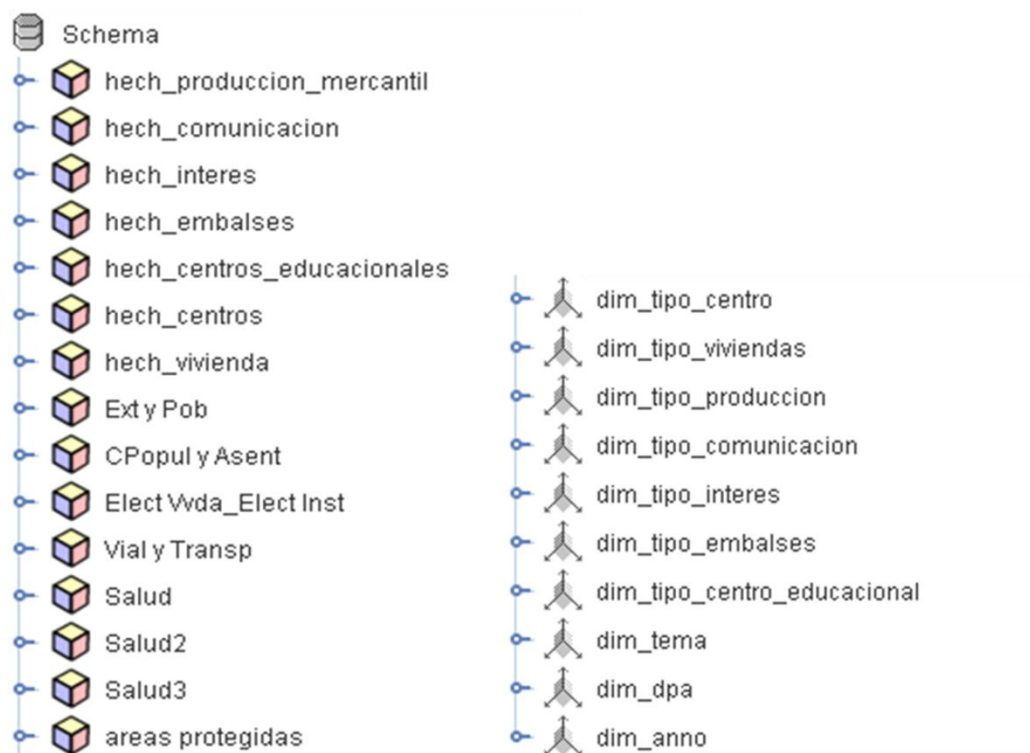 Schema
hech_produccion_mercantil
hech_comunicacion
hech_interes
hech_embalses
hech_centros_educacionales
hech_centros
hech_vivienda
Ext y Pob
CPopul y Asent
Elect Vvda_Elect Inst
Vial y Transp
Salud
Salud2
Salud3
areas protegidas
dim_tipo_centro
dim_tipo_viviendas
dim_tipo_produccion
dim_tipo_comunicacion
dim_tipo_interes
dim_tipo_embalses
dim_tipo_centro_educacional
dim_tema
dim_dpa
dim_anno